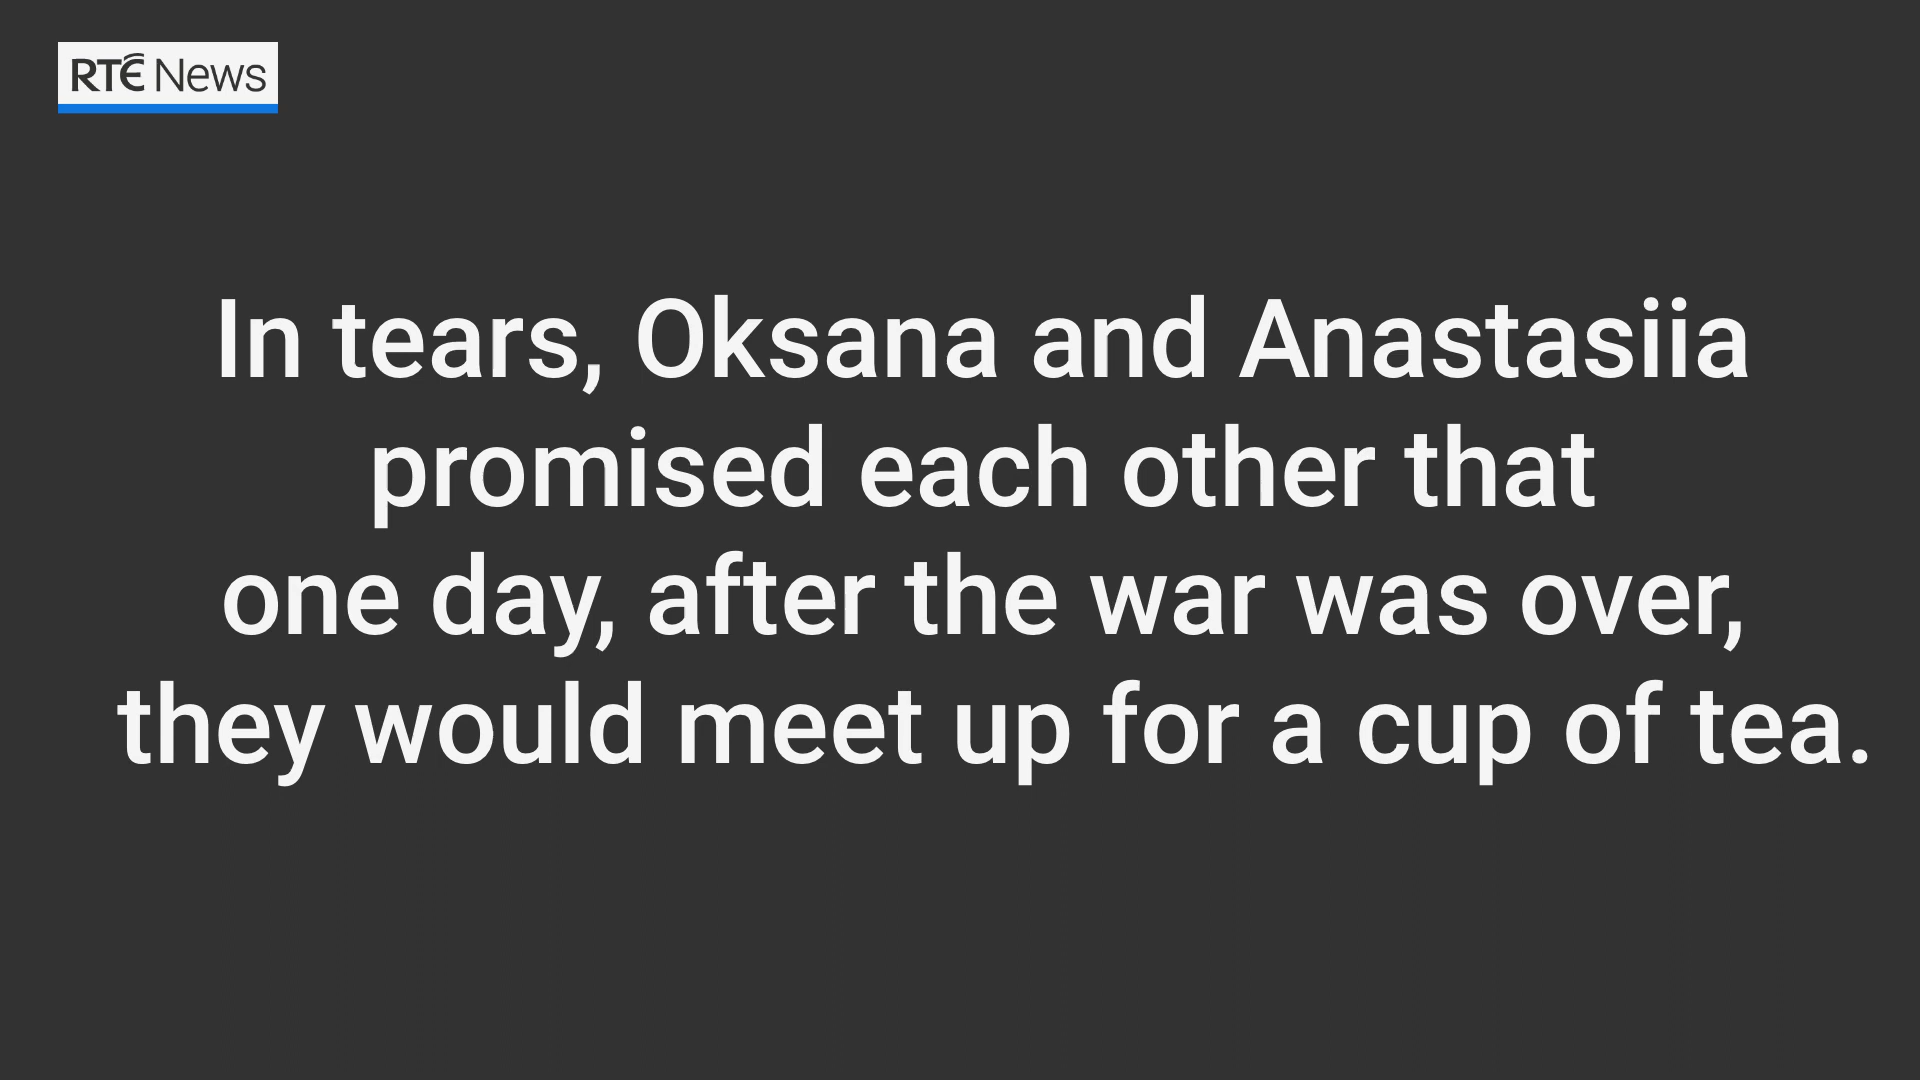 RTÉ News
In tears, Oksana and Anastasiia
promised each other that
one day, after the war was over,
they would meet up for a cup of tea.